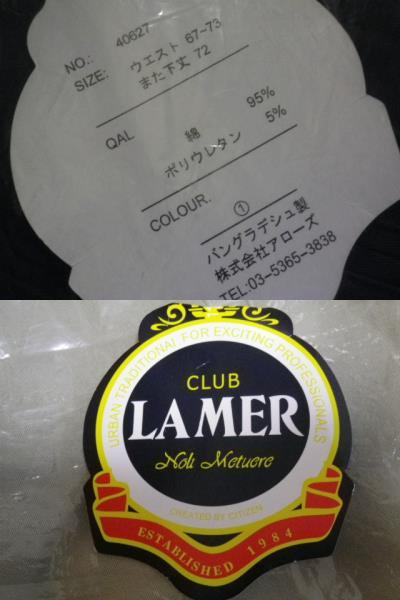 NO.: 40627
SIZE: ウエスト 67-73
また下丈 72
QAL 綿 95%
ポリウレタン 5%
COLOUR. ①
バングラデシュ製
株式会社アローズ
TEL:03-5365-3838
URBAN TRADITIONAL FOR EXCITING PROFESSIONALS
CLUB
LA MER
Noli Metuere
CREATED BY CITIZEN
ESTABLISHED 1984